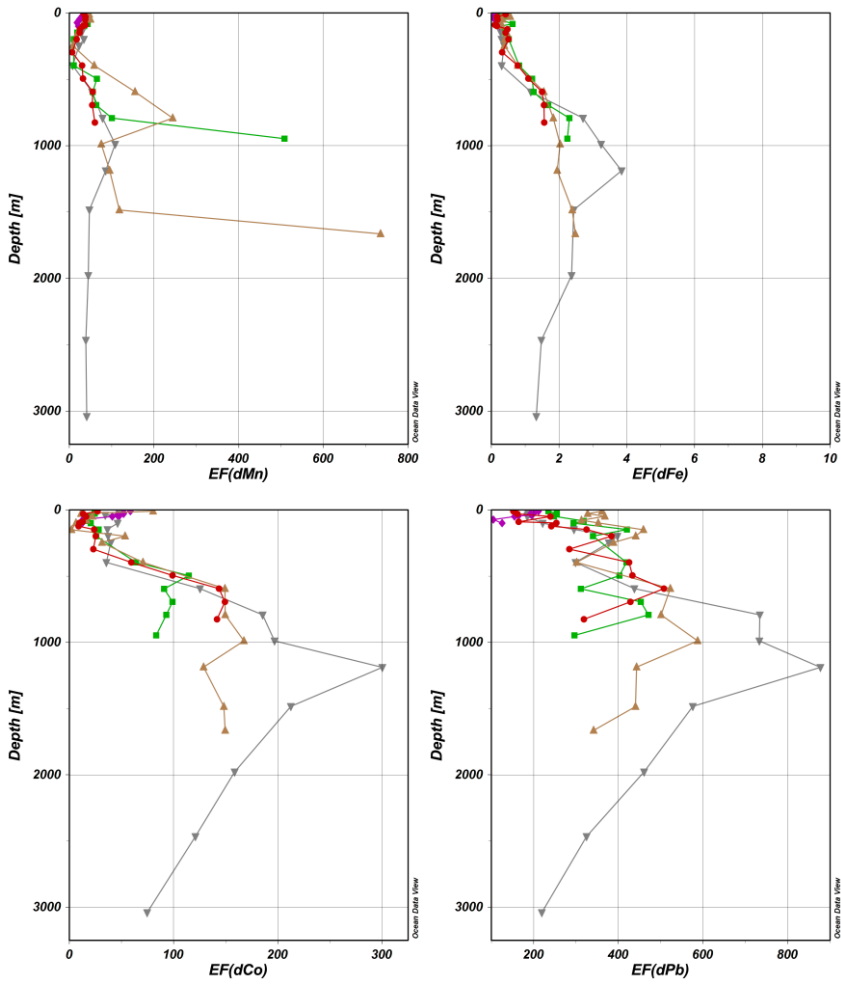 0
1000
2000
3000
Depth [m]
0 200 400 600 800
EF(dMn)
Ocean Data View
0
1000
2000
3000
Depth [m]
0 2 4 6 8 10
EF(dFe)
Ocean Data View
0
1000
2000
3000
Depth [m]
0 100 200 300
EF(dCo)
Ocean Data View
0
1000
2000
3000
Depth [m]
200 400 600 800
EF(dPb)
Ocean Data View